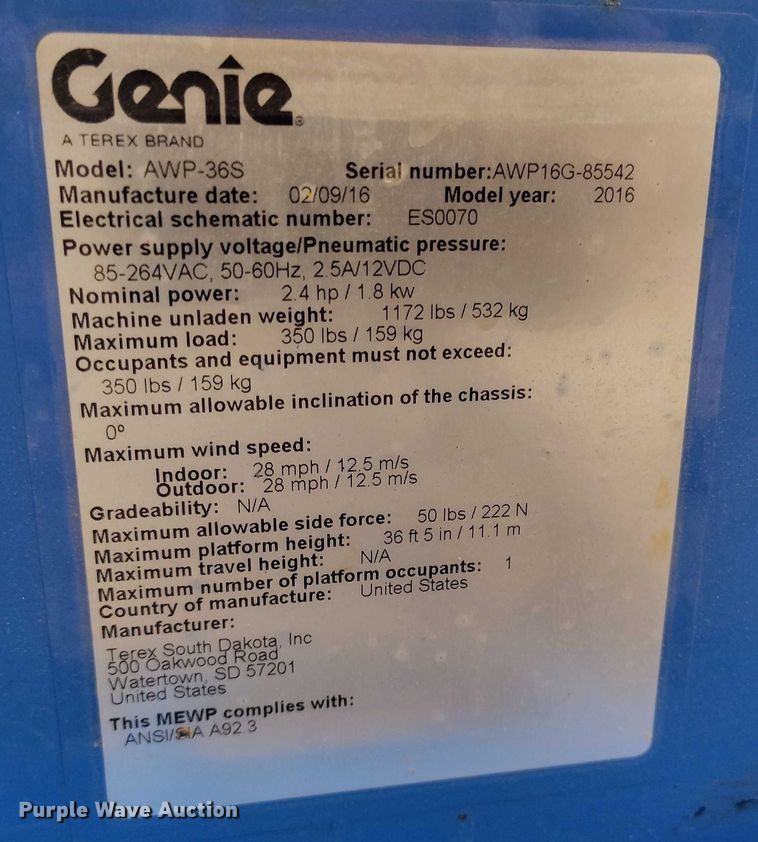 Genie®
A TEREX BRAND
Model: AWP-36S Serial number:AWP16G-85542
Manufacture date: 02/09/16 Model year: 2016
Electrical schematic number: ES0070
Power supply voltage/Pneumatic pressure:
85-264VAC, 50-60Hz, 2.5A/12VDC
Nominal power: 2.4 hp / 1.8 kw
Machine unladen weight: 1172 lbs / 532 kg
Maximum load: 350 lbs / 159 kg
Occupants and equipment must not exceed:
350 lbs / 159 kg
Maximum allowable inclination of the chassis:
0°
Maximum wind speed:
Indoor: 28 mph / 12.5 m/s
Outdoor: 28 mph / 12.5 m/s
Gradeability: N/A
Maximum allowable side force: 50 lbs / 222 N
Maximum platform height: 36 ft 5 in / 11.1 m
Maximum travel height: N/A
Maximum number of platform occupants: 1
Country of manufacture: United States
Manufacturer:
Terex South Dakota, Inc
500 Oakwood Road
Watertown, SD 57201
United States
This MEWP complies with:
ANSI/SIA A92.3
Purple Wave Auction